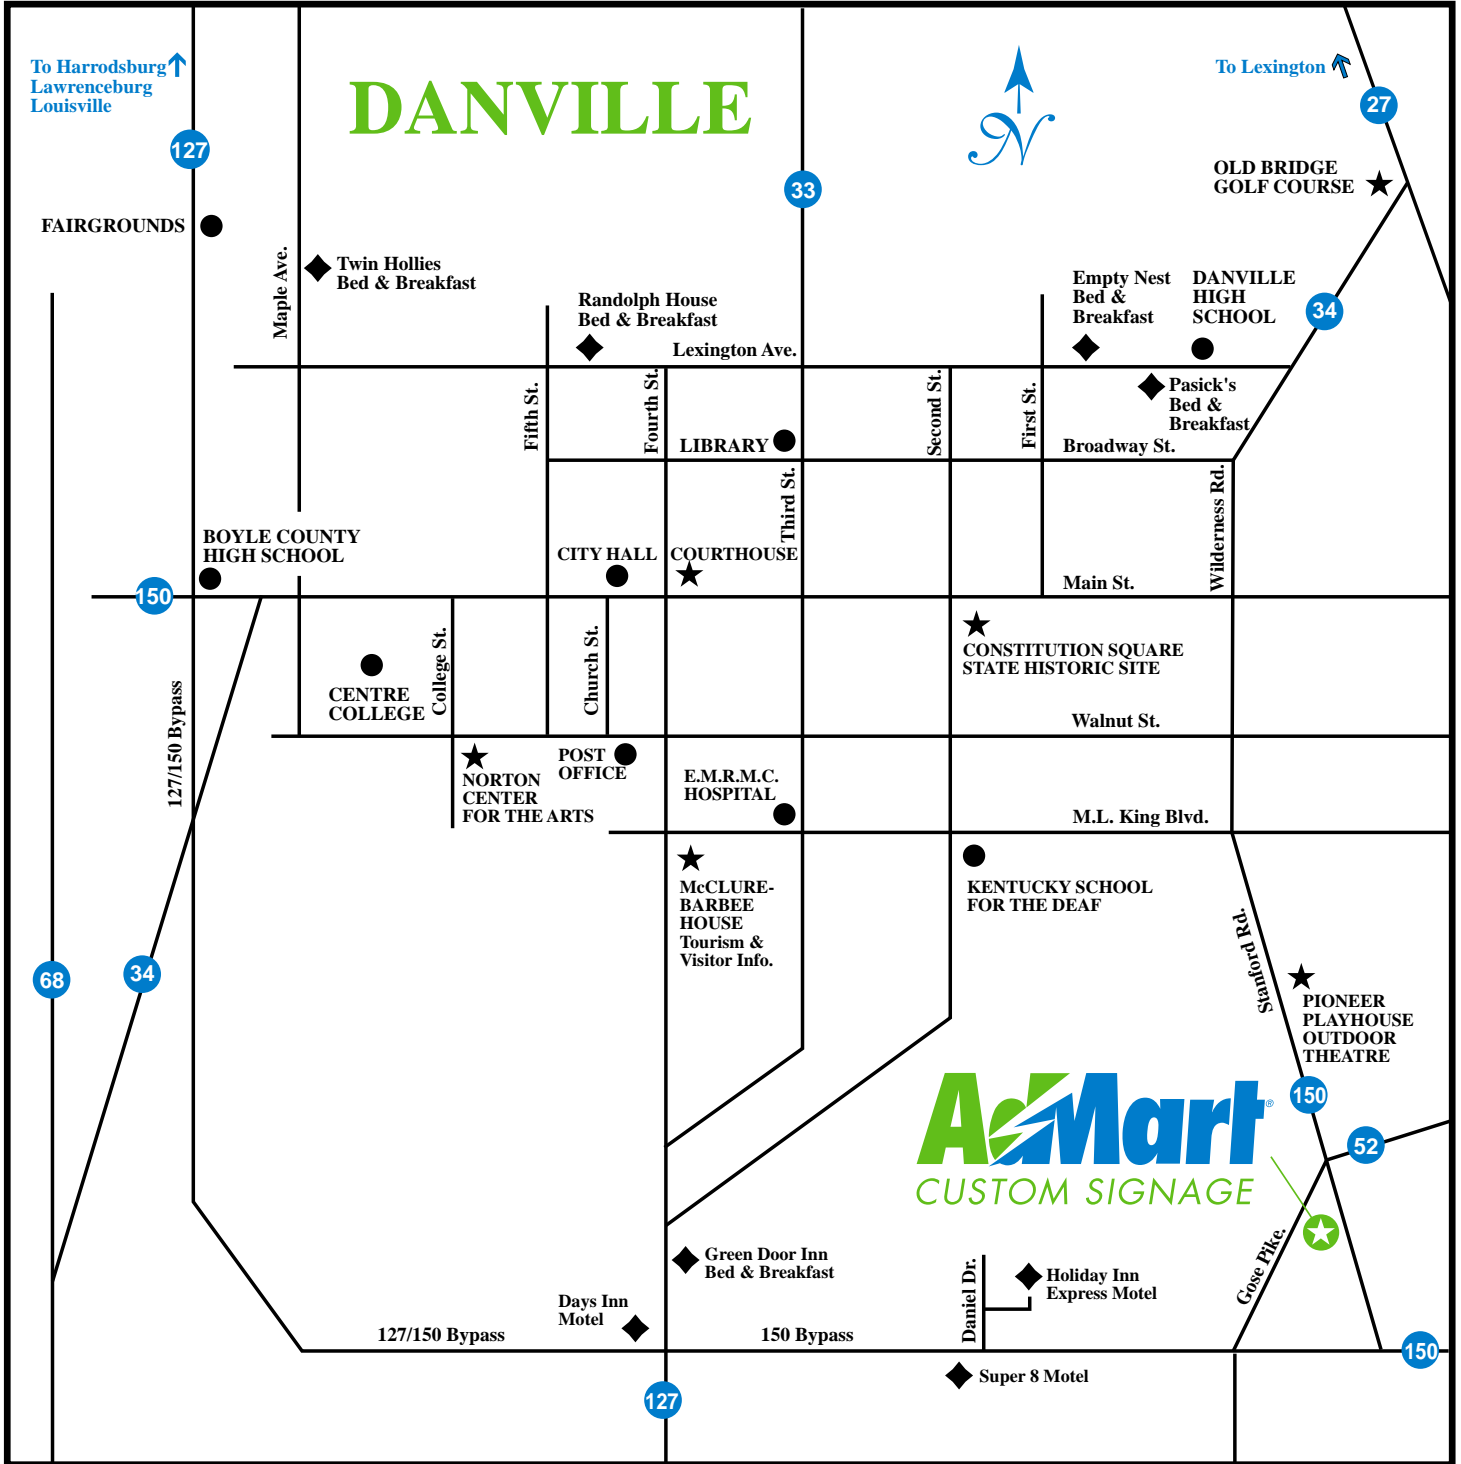 To Harrodsburg
Lawrenceburg
Louisville
DANVILLE
N
To Lexington
27
127
33
OLD BRIDGE
GOLF COURSE
FAIRGROUNDS
Maple Ave.
Twin Hollies
Bed & Breakfast
Randolph House
Bed & Breakfast
Empty Nest
Bed &
Breakfast
DANVILLE
HIGH
SCHOOL
34
Lexington Ave.
Fifth St.
Fourth St.
Second St.
First St.
Pasick's
Bed &
Breakfast
LIBRARY
Broadway St.
Third St.
Wilderness Rd.
BOYLE COUNTY
HIGH SCHOOL
CITY HALL
COURTHOUSE
Main St.
150
College St.
Church St.
CONSTITUTION SQUARE
STATE HISTORIC SITE
CENTRE
COLLEGE
127/150 Bypass
Walnut St.
NORTON
CENTER
FOR THE ARTS
POST
OFFICE
E.M.R.M.C.
HOSPITAL
M.L. King Blvd.
McCLURE-
BARBEE
HOUSE
Tourism &
Visitor Info.
KENTUCKY SCHOOL
FOR THE DEAF
Stanford Rd.
68
34
PIONEER
PLAYHOUSE
OUTDOOR
THEATRE
150
AdMart®
CUSTOM SIGNAGE
52
Gose Pike.
Green Door Inn
Bed & Breakfast
Daniel Dr.
Holiday Inn
Express Motel
Days Inn
Motel
127/150 Bypass
150 Bypass
150
Super 8 Motel
127